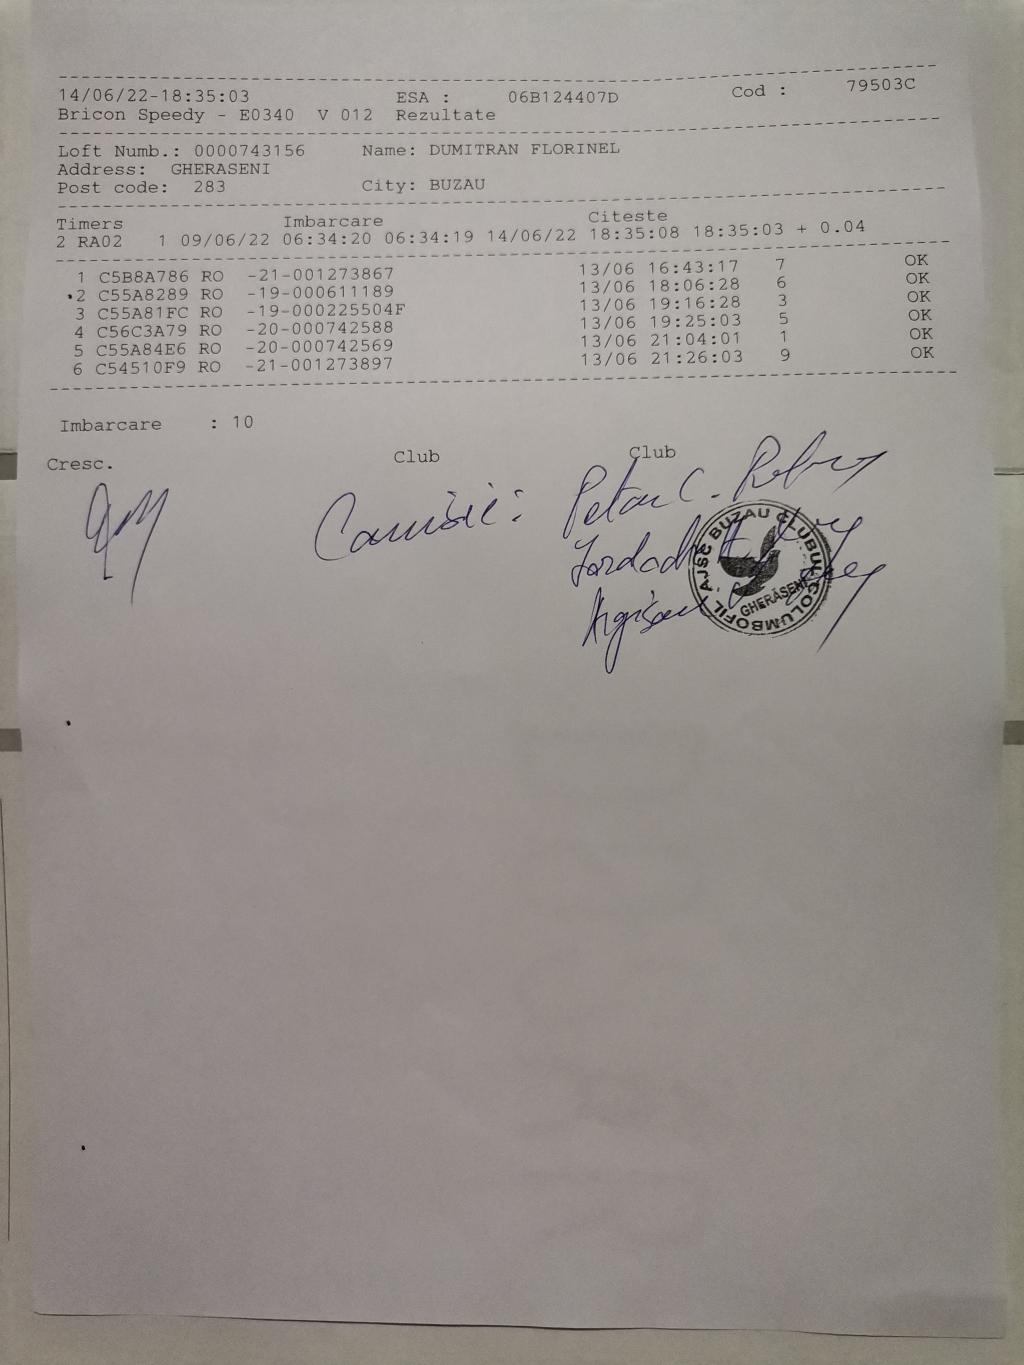 14/06/22-18:35:03 ESA : 06B124407D Cod : 79503C
Bricon Speedy - E0340 V 012 Rezultate
Loft Numb.: 0000743156 Name: DUMITRAN FLORINEL
Address: GHERASENI
Post code: 283 City: BUZAU
Timers Imbarcare Citeste
2 RA02 1 09/06/22 06:34:20 06:34:19 14/06/22 18:35:08 18:35:03 + 0.04
1 C5B8A786 RO -21-001273867 13/06 16:43:17 7 OK
2 C55A8289 RO -19-000611189 13/06 18:06:28 6 OK
3 C55A81FC RO -19-000225504F 13/06 19:16:28 3 OK
4 C56C3A79 RO -20-000742588 13/06 19:25:03 5 OK
5 C55A84E6 RO -20-000742569 13/06 21:04:01 1 OK
6 C54510F9 RO -21-001273897 13/06 21:26:03 9 OK
Imbarcare : 10
Cresc. Club Club
Comisie: Petan C.
AJSC BUZAU CLUBUL COLUMBOFIL
GHERĂSENI